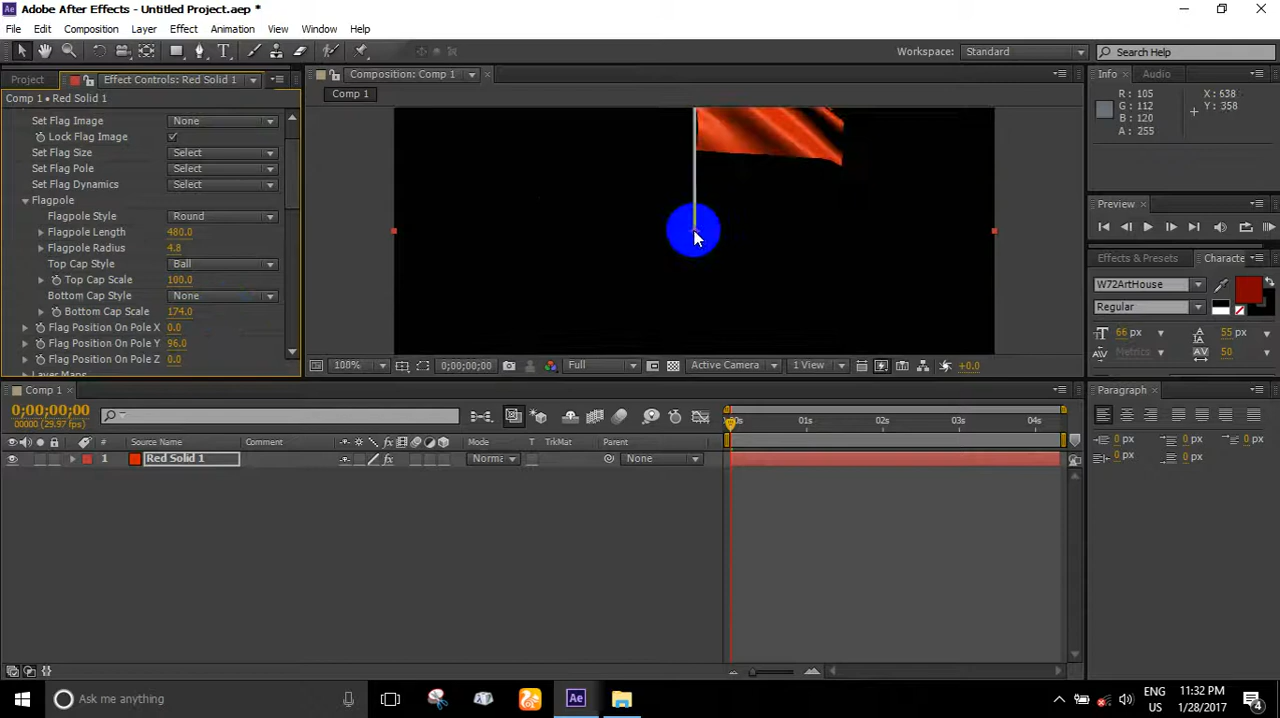 Adobe After Effects - Untitled Project.aep *
File Edit Composition Layer Effect Animation View Window Help
Workspace: Standard Search Help
Project Effect Controls: Red Solid 1 Composition: Comp 1 Info Audio
Comp 1 • Red Solid 1
Comp 1
R: 105 X: 638
G: 112 Y: 358
B: 120
A: 255
Set Flag Image None
Lock Flag Image
Set Flag Size Select
Set Flag Pole Select
Set Flag Dynamics Select
Flagpole
Flagpole Style Round
Flagpole Length 480.0
Flagpole Radius 4.8
Top Cap Style Ball
Top Cap Scale 100.0
Bottom Cap Style None
Bottom Cap Scale 174.0
Flag Position On Pole X 0.0
Flag Position On Pole Y 96.0
Flag Position On Pole Z 0.0
Layer Maps
Preview
Effects & Presets Characte
W72ArtHouse
Regular
66 px 55 px
Metrics 50
100% 0;00;00;00 Full Active Camera 1 View +0.0
Comp 1
0;00;00;00
00000 (29.97 fps)
# Source Name Comment Mode T TrkMat Parent
1 Red Solid 1 Norma None
00s 01s 02s 03s 04s
Paragraph
0 px 0 px 0 px
0 px 0 px
Ask me anything
ENG
US
11:32 PM
1/28/2017
4